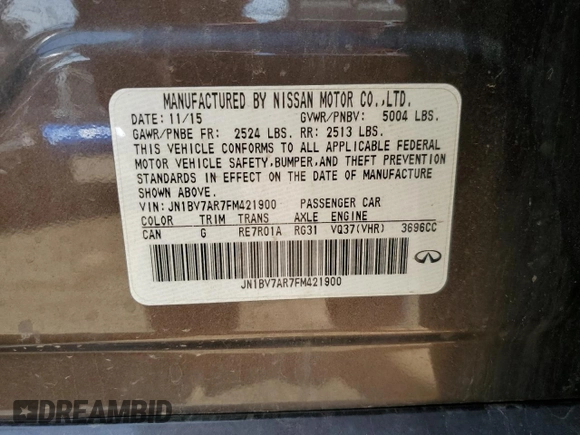 MANUFACTURED BY NISSAN MOTOR CO.,LTD.
DATE: 11/15 GVWR/PNBV: 5004 LBS.
GAWR/PNBE FR: 2524 LBS. RR: 2513 LBS.
THIS VEHICLE CONFORMS TO ALL APPLICABLE FEDERAL
MOTOR VEHICLE SAFETY,BUMPER,AND THEFT PREVENTION
STANDARDS IN EFFECT ON THE DATE OF MANUFACTURE
SHOWN ABOVE.
VIN: JN1BV7AR7FM421900 PASSENGER CAR
COLOR TRIM TRANS AXLE ENGINE
CAN G RE7R01A RG31 VQ37(VHR) 3696CC
JN1BV7AR7FM421900
DREAMBID